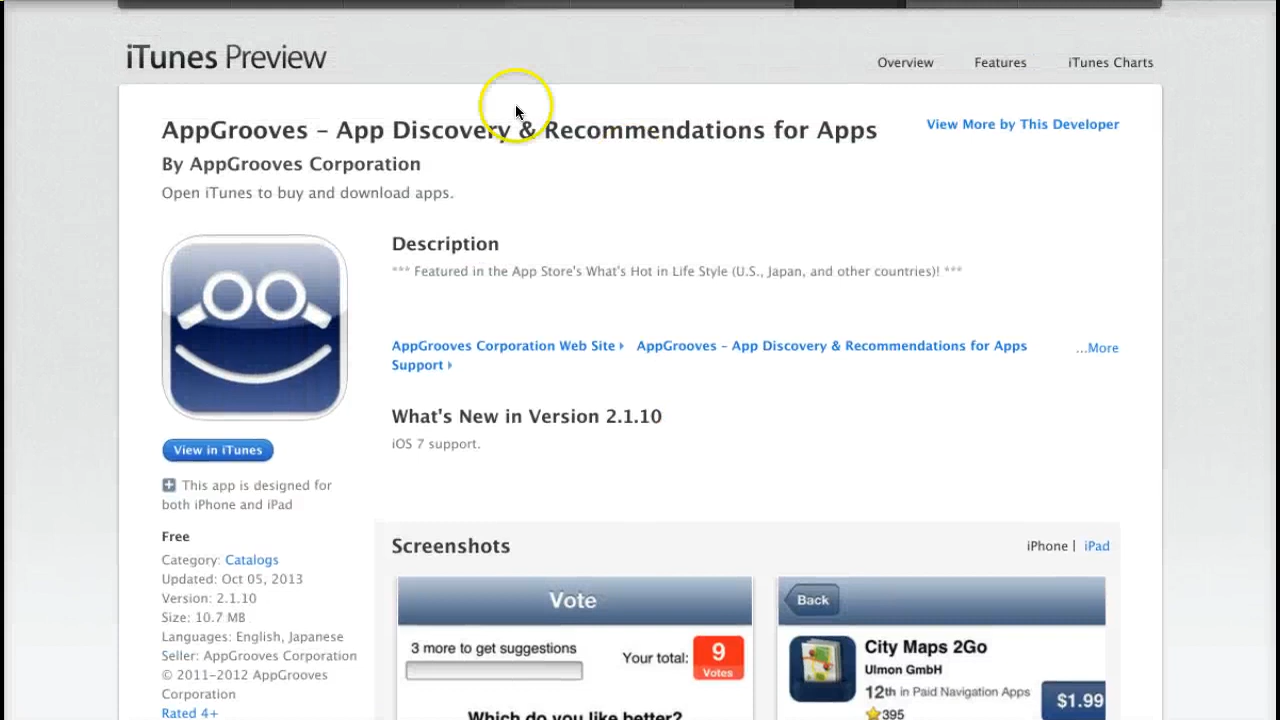 iTunes Preview
Overview
Features
iTunes Charts
AppGrooves – App Discovery & Recommendations for Apps
View More by This Developer
By AppGrooves Corporation
Open iTunes to buy and download apps.
Description
*** Featured in the App Store's What's Hot in Life Style (U.S., Japan, and other countries)! ***
AppGrooves Corporation Web Site
AppGrooves – App Discovery & Recommendations for Apps
Support
...More
What's New in Version 2.1.10
iOS 7 support.
View in iTunes
This app is designed for
both iPhone and iPad
Free
Category: Catalogs
Updated: Oct 05, 2013
Version: 2.1.10
Size: 10.7 MB
Languages: English, Japanese
Seller: AppGrooves Corporation
© 2011-2012 AppGrooves
Corporation
Rated 4+
Screenshots
iPhone | iPad
Vote
3 more to get suggestions
Your total:
9
Votes
Which do you like better?
Back
City Maps 2Go
Ulmon GmbH
12th in Paid Navigation Apps
395
$1.99